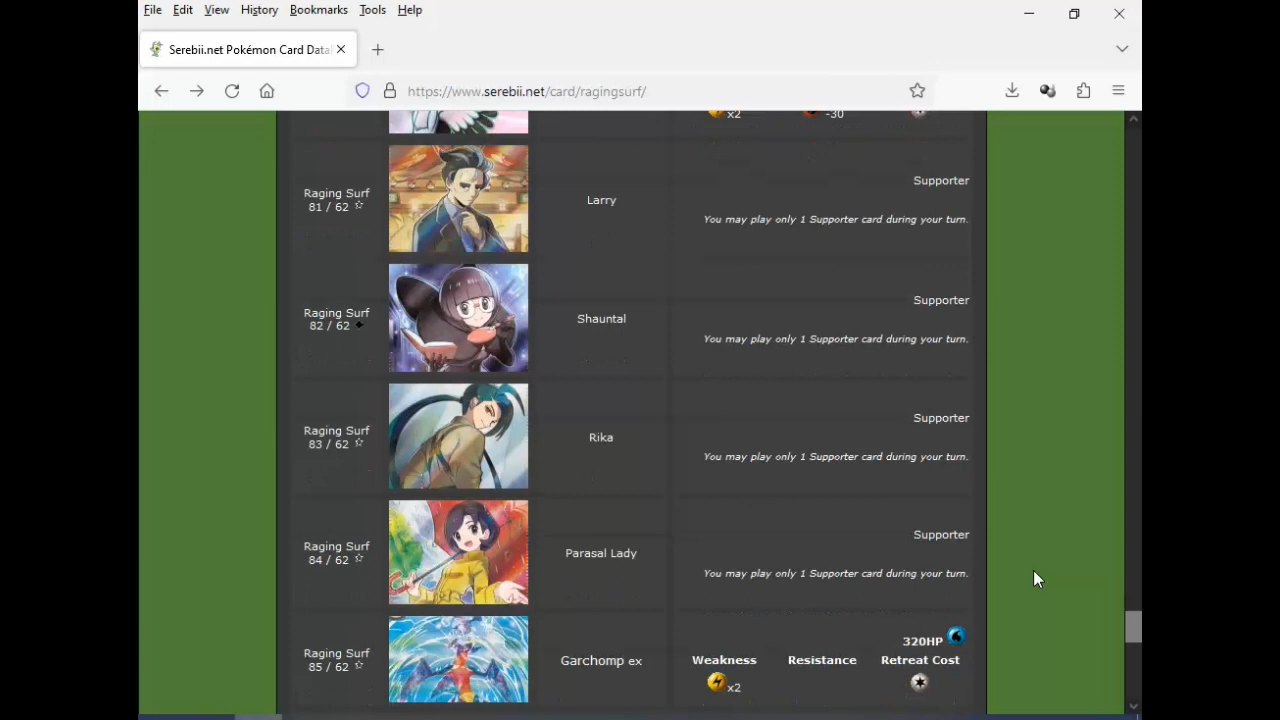 File Edit View History Bookmarks Tools Help
Serebii.net Pokémon Card Data
https://www.serebii.net/card/ragingsurf/
x2 -30
Raging Surf
81 / 62
Larry
Supporter
You may play only 1 Supporter card during your turn.
Raging Surf
82 / 62
Shauntal
Supporter
You may play only 1 Supporter card during your turn.
Raging Surf
83 / 62
Rika
Supporter
You may play only 1 Supporter card during your turn.
Raging Surf
84 / 62
Parasal Lady
Supporter
You may play only 1 Supporter card during your turn.
Raging Surf
85 / 62
Garchomp ex
320HP
Weakness Resistance Retreat Cost
x2